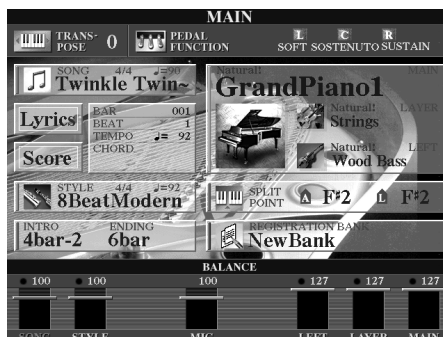 MAIN
TRANS-
POSE 0
PEDAL
FUNCTION
L C R
SOFT SOSTENUTO SUSTAIN
SONG 4/4 ♩=90
Twinkle Twin~
Lyrics
Score
BAR 001
BEAT 1
TEMPO ♩= 92
CHORD
Natural! MAIN
GrandPiano1
Natural! LAYER
Strings
Natural! LEFT
Wood Bass
STYLE 4/4 ♩=92
8BeatModern
SPLIT
POINT A F♯2 L F♯2
INTRO ENDING
4bar-2 6bar
REGISTRATION BANK
NewBank
BALANCE
100 100 100 127 127 127
SONG STYLE MIC LEFT LAYER MAIN